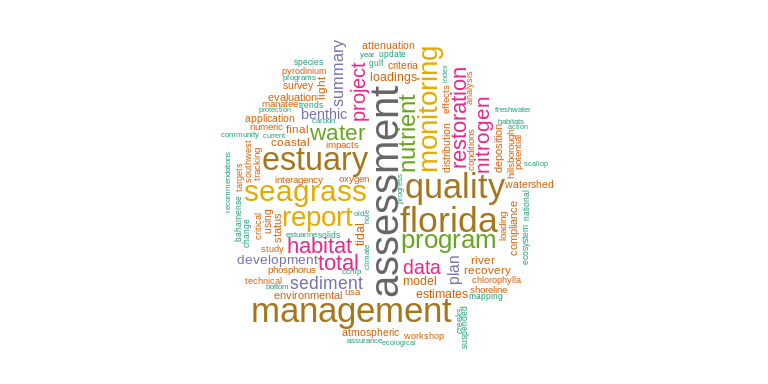 attenuation
year update
species
gulf
criteria
pyrodinium
programs
loadings
survey
light
summary
project
monitoring
index
effects
analysis
evaluation
manatee
trends
protection
benthic
carbon
application
numeric
final
water
community
current
coastal
impacts
nutrient
restoration
nitrogen
distribution
conditions
deposition
freshwater
habitats
action
hillsborough
potential
scallop
estuary
southwest
tracking
targets
recommendations
interagency
oxygen
progress
assessment
quality
watershed
seagrass
report
florida
bahamense
change
critical
using
status
estuarine
solids
tidal
old
hole
climate
program
loading
compliance
national
ecosystem
study
habitat
total
development
phosphorus
ccmp
data
plan
river
recovery
technical
bottom
sediment
model
chlorophylla
environmental
usa
estimates
shoreline
mapping
management
creeks
suspended
atmospheric
workshop
assurance
ecological